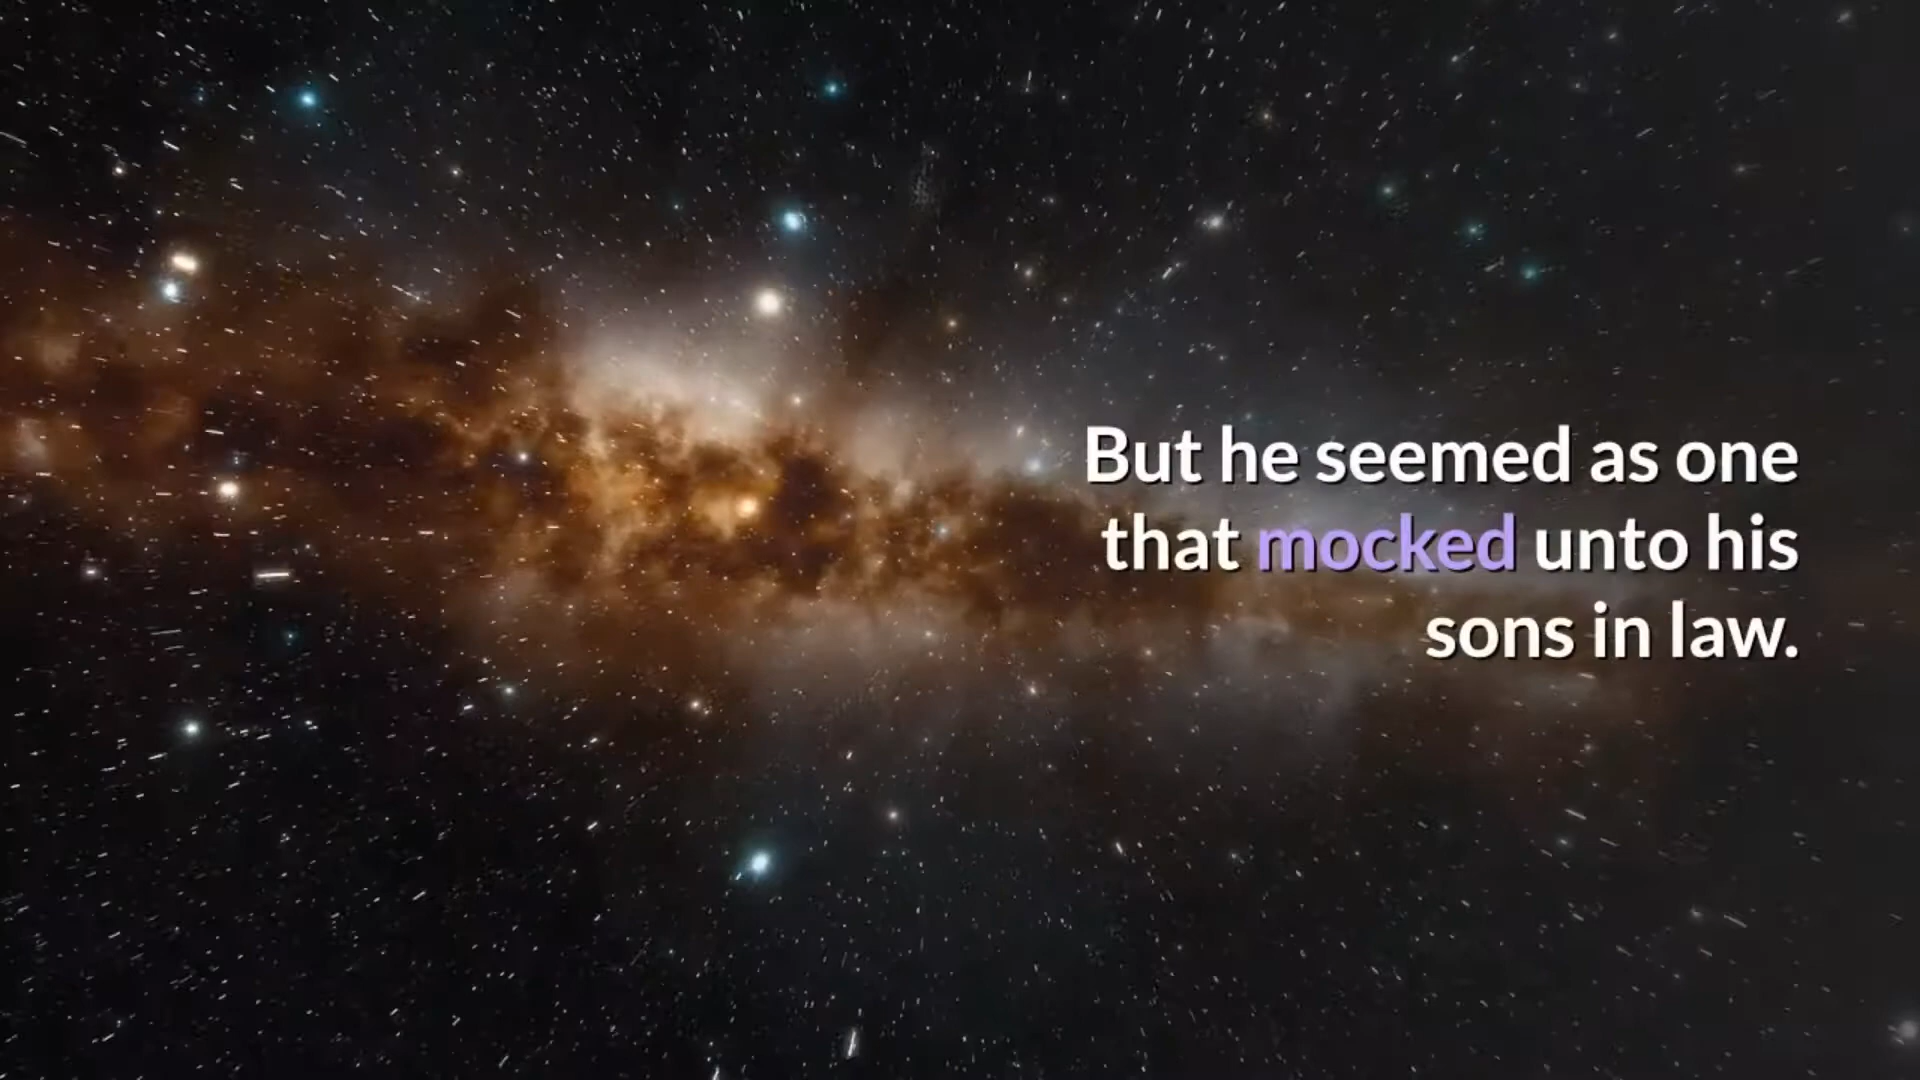 But he seemed as one
that mocked unto his
sons in law.